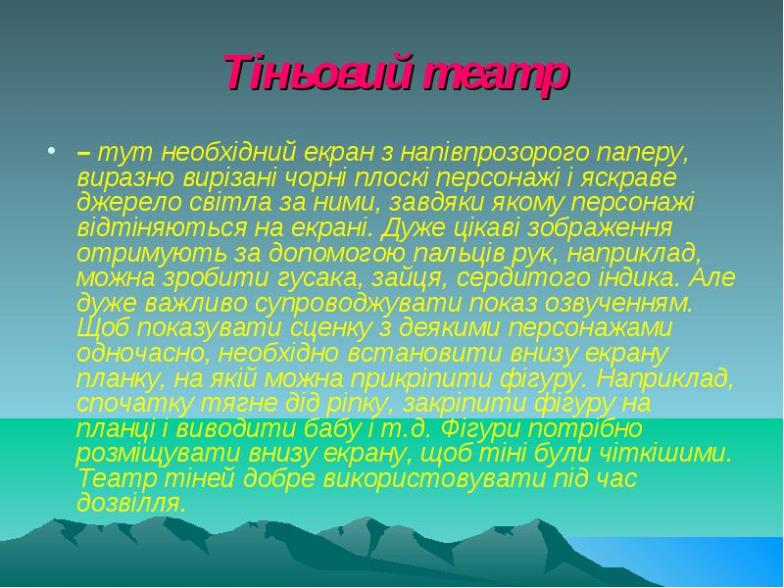 Тіньовий театр
• – тут необхідний екран з напівпрозорого паперу,
виразно вирізані чорні плоскі персонажі і яскраве
джерело світла за ними, завдяки якому персонажі
відтіняються на екрані. Дуже цікаві зображення
отримують за допомогою пальців рук, наприклад,
можна зробити гусака, зайця, сердитого індика. Але
дуже важливо супроводжувати показ озвученням.
Щоб показувати сценку з деякими персонажами
одночасно, необхідно встановити внизу екрану
планку, на якій можна прикріпити фігуру. Наприклад,
спочатку тягне дід ріпку, закріпити фігуру на
планці і виводити бабу і т.д. Фігури потрібно
розміщувати внизу екрану, щоб тіні були чіткішими.
Театр тіней добре використовувати під час
дозвілля.